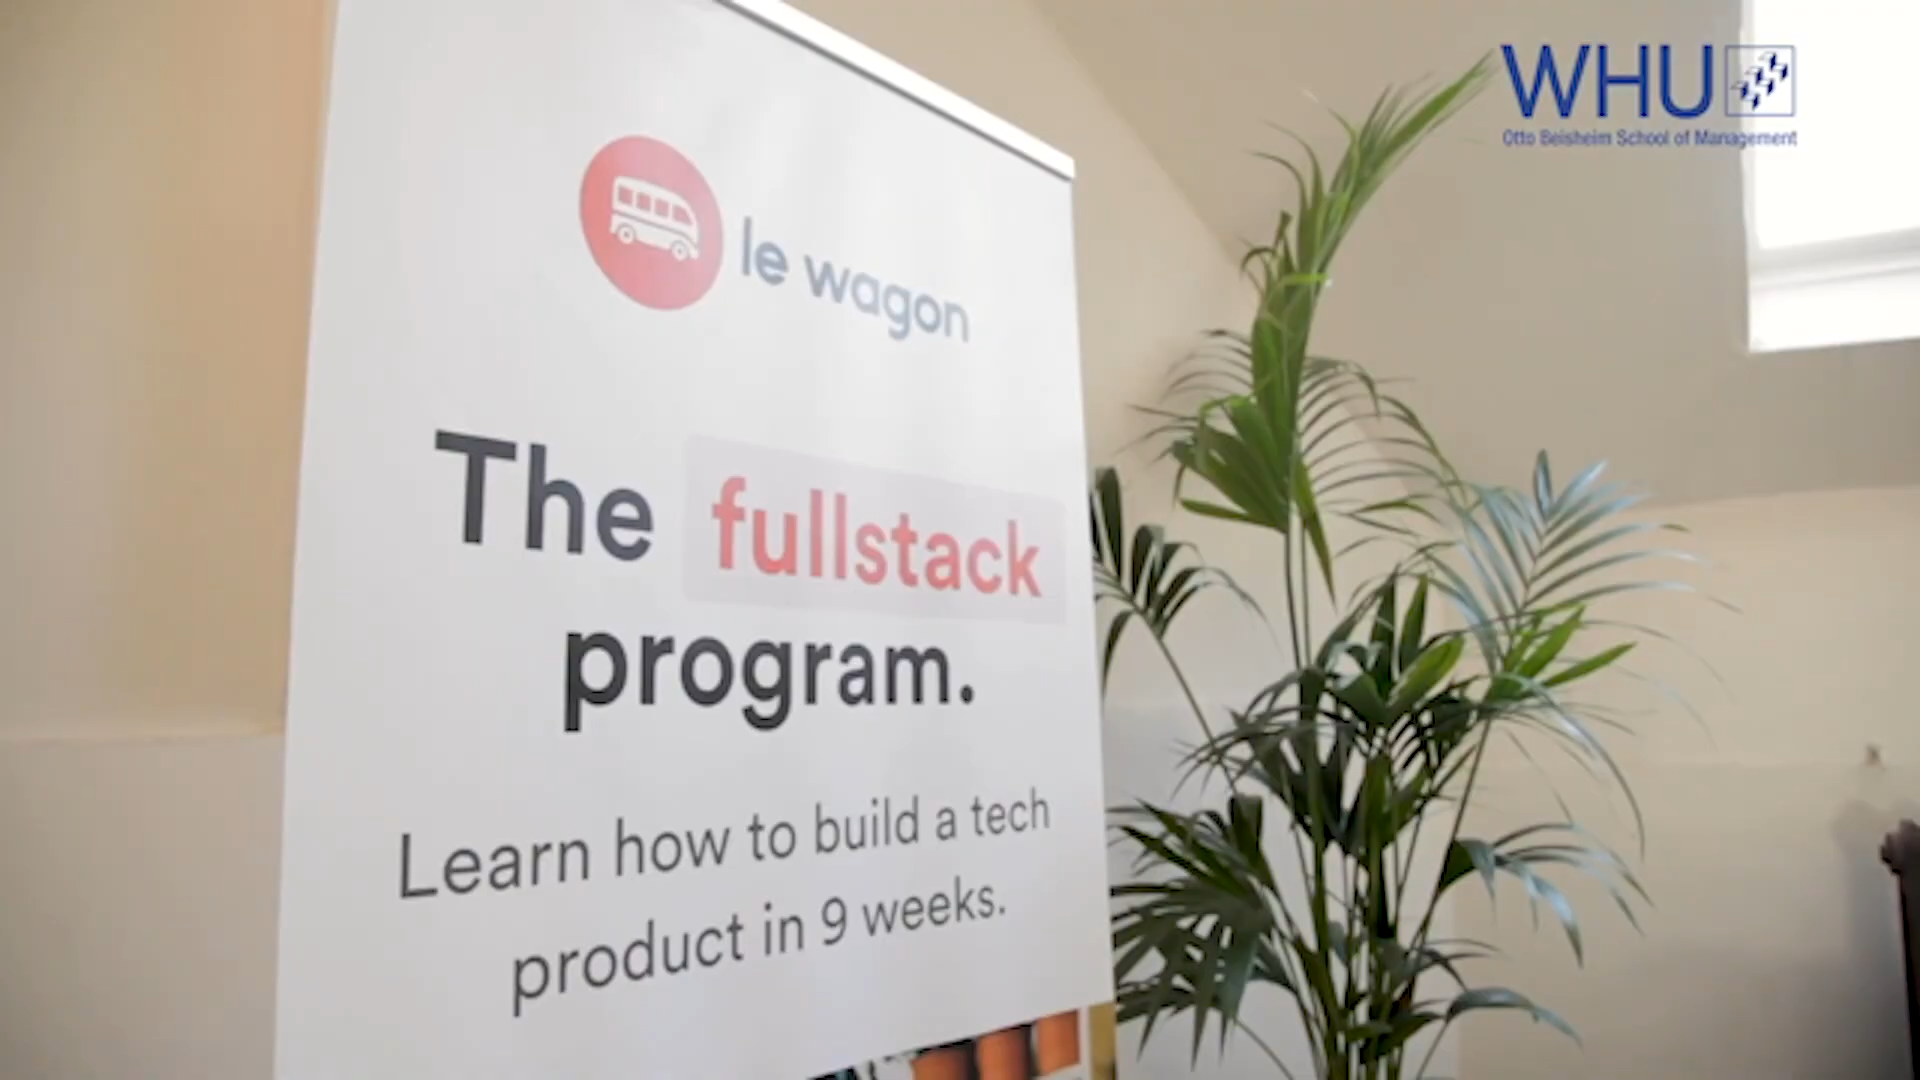 WHU
Otto Beisheim School of Management
le wagon
The fullstack
program.
Learn how to build a tech
product in 9 weeks.